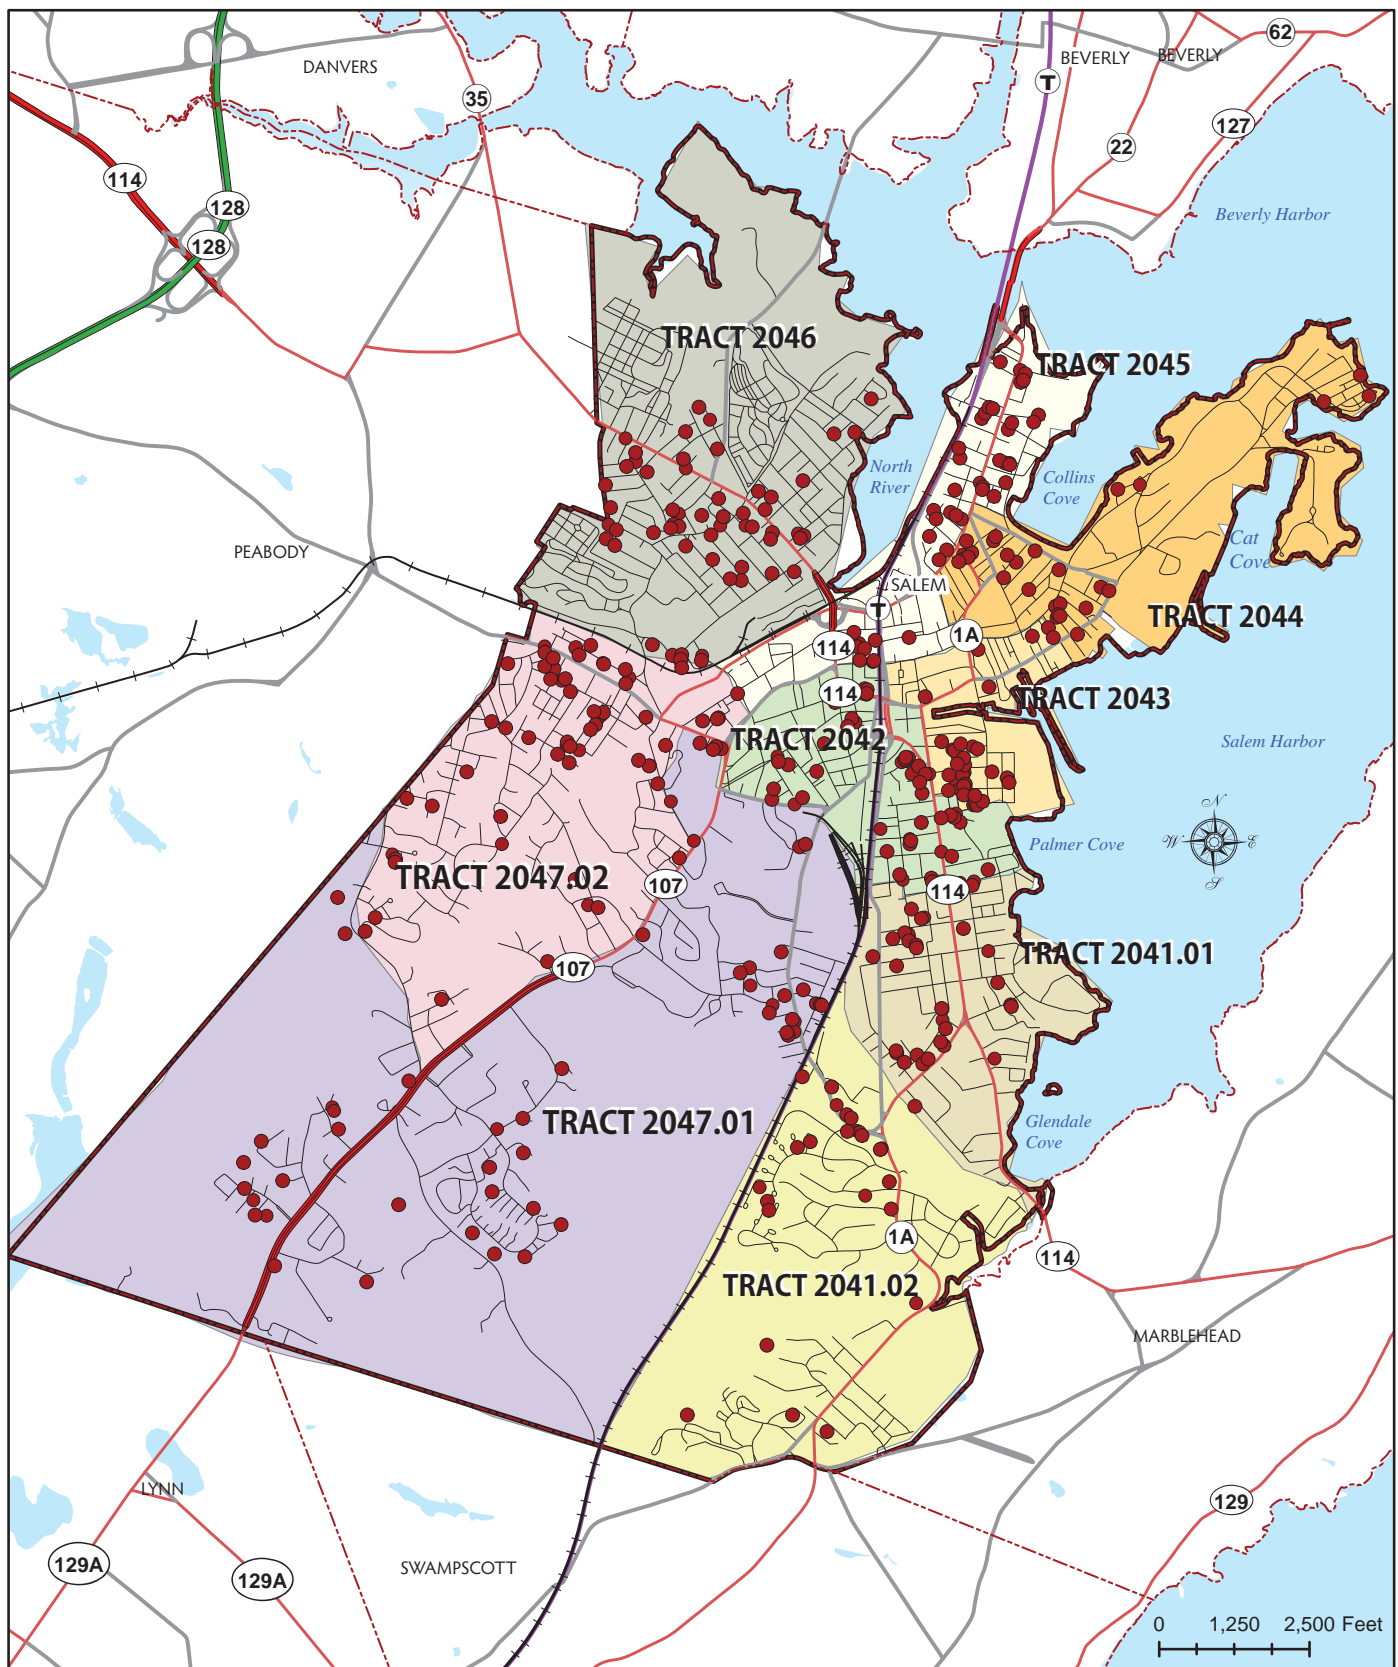 62
BEVERLY
BEVERLY
DANVERS
T
35
127
22
114
128
Beverly Harbor
128
TRACT 2046
TRACT 2045
North
River
Collins
Cove
Cat
Cove
PEABODY
SALEM
T
TRACT 2044
1A
114
114
TRACT 2043
TRACT 2042
Salem Harbor
N
W E
S
Palmer Cove
TRACT 2047.02
107
114
TRACT 2041.01
107
TRACT 2047.01
Glendale
Cove
1A
114
TRACT 2041.02
MARBLEHEAD
LYNN
129
129A
SWAMPSCOTT
129A
0 1,250 2,500 Feet